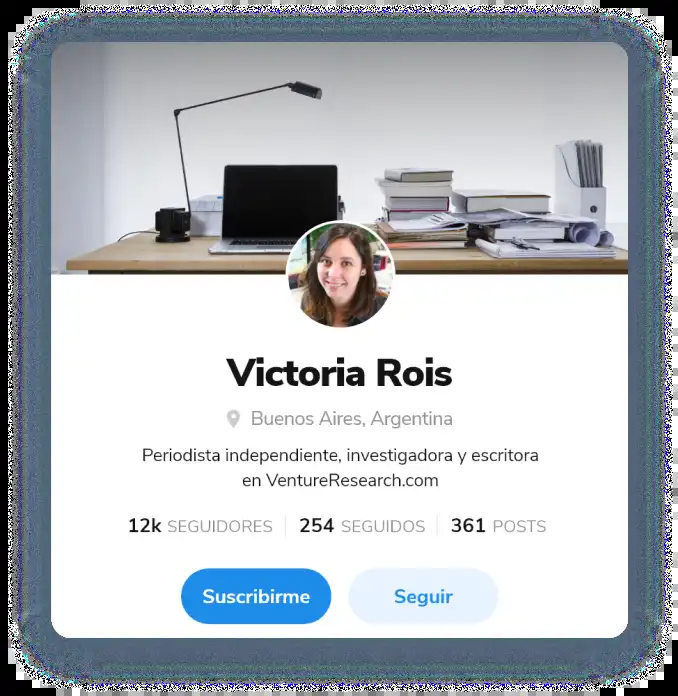 Victoria Rois
Buenos Aires, Argentina
Periodista independiente, investigadora y escritora
en VentureResearch.com
12k SEGUIDORES 254 SEGUIDOS 361 POSTS
Suscribirme Seguir